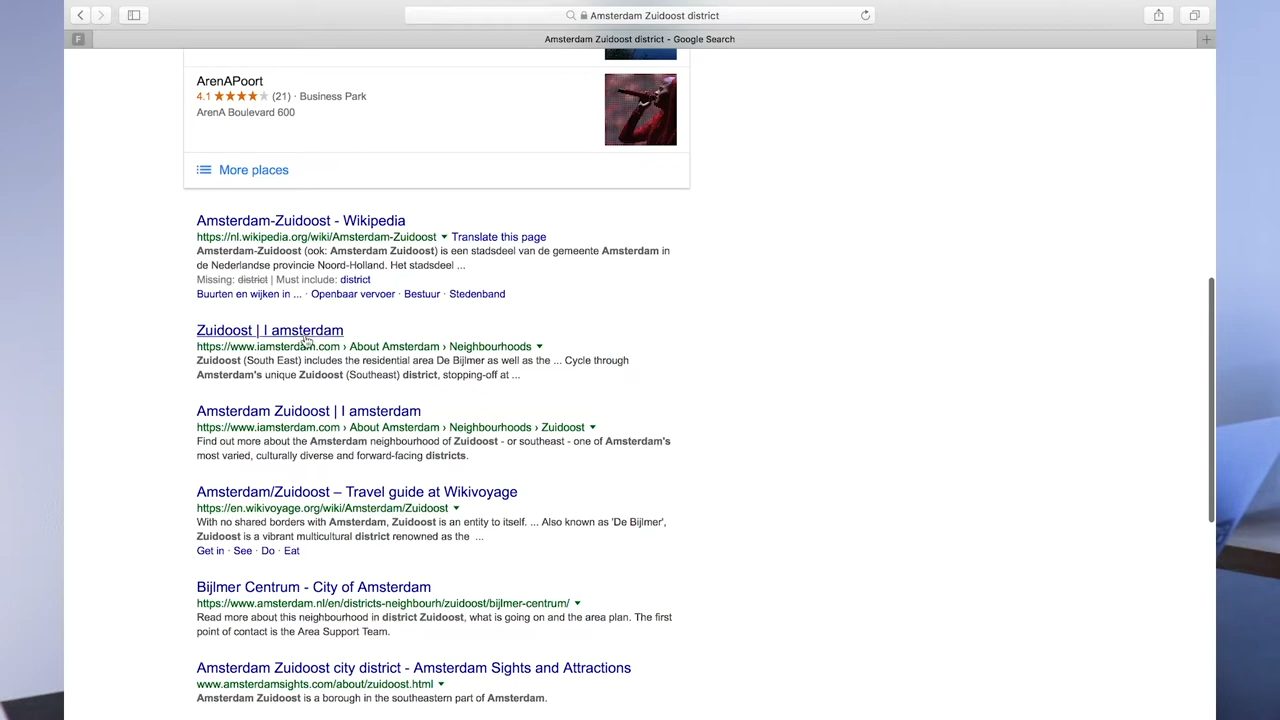 Amsterdam Zuidoost district
F
Amsterdam Zuidoost district - Google Search
ArenAPoort
4.1 ★★★★★ (21) · Business Park
ArenA Boulevard 600
More places
Amsterdam-Zuidoost - Wikipedia
https://nl.wikipedia.org/wiki/Amsterdam-Zuidoost ▼ Translate this page
Amsterdam-Zuidoost (ook: Amsterdam Zuidoost) is een stadsdeel van de gemeente Amsterdam in
de Nederlandse provincie Noord-Holland. Het stadsdeel ...
Missing: district | Must include: district
Buurten en wijken in ... · Openbaar vervoer · Bestuur · Stedenband
Zuidoost | I amsterdam
https://www.iamsterdam.com › About Amsterdam › Neighbourhoods ▼
Zuidoost (South East) includes the residential area De Bijlmer as well as the ... Cycle through
Amsterdam's unique Zuidoost (Southeast) district, stopping-off at ...
Amsterdam Zuidoost | I amsterdam
https://www.iamsterdam.com › About Amsterdam › Neighbourhoods › Zuidoost ▼
Find out more about the Amsterdam neighbourhood of Zuidoost - or southeast - one of Amsterdam's
most varied, culturally diverse and forward-facing districts.
Amsterdam/Zuidoost – Travel guide at Wikivoyage
https://en.wikivoyage.org/wiki/Amsterdam/Zuidoost ▼
With no shared borders with Amsterdam, Zuidoost is an entity to itself. ... Also known as 'De Bijlmer',
Zuidoost is a vibrant multicultural district renowned as the ...
Get in · See · Do · Eat
Bijlmer Centrum - City of Amsterdam
https://www.amsterdam.nl/en/districts-neighbourh/zuidoost/bijlmer-centrum/ ▼
Read more about this neighbourhood in district Zuidoost, what is going on and the area plan. The first
point of contact is the Area Support Team.
Amsterdam Zuidoost city district - Amsterdam Sights and Attractions
www.amsterdamsights.com/about/zuidoost.html ▼
Amsterdam Zuidoost is a borough in the southeastern part of Amsterdam.